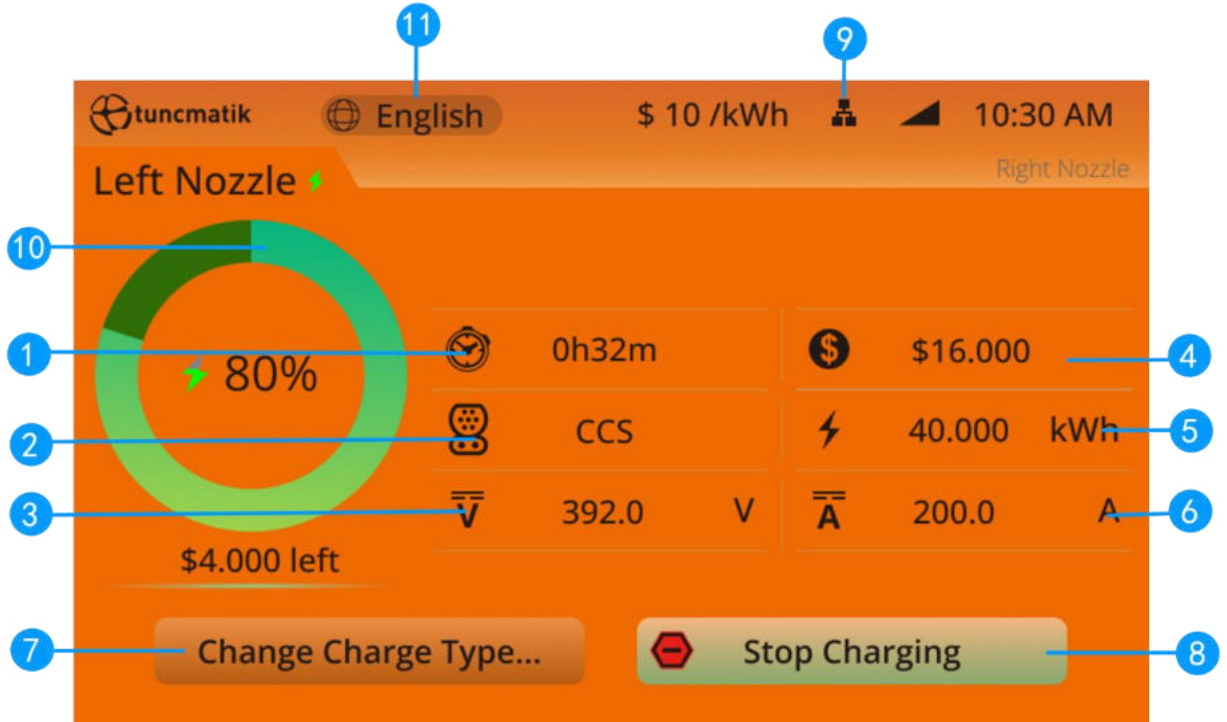 11
9
tuncmatik English $ 10 /kWh 10:30 AM
Left Nozzle
Right Nozzle
10
80%
$4.000 left
1 0h32m
$16.000 4
2 CCS
40.000 kWh 5
3 V 392.0 V
A 200.0 A 6
7 Change Charge Type...
Stop Charging 8